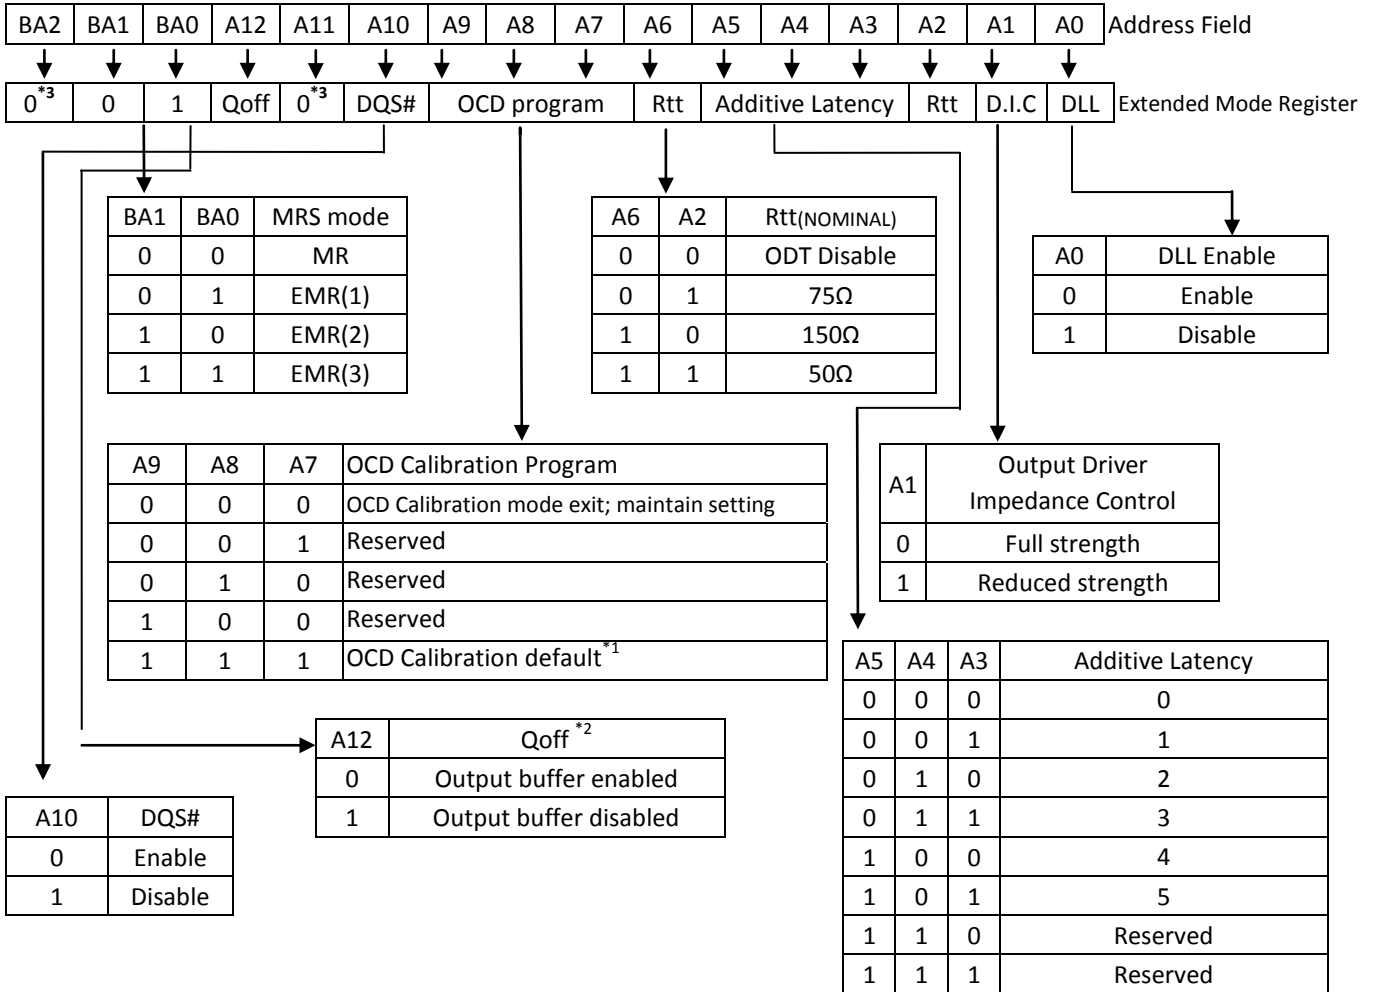 BA2 BA1 BA0 A12 A11 A10 A9 A8 A7 A6 A5 A4 A3 A2 A1 A0 Address Field
0*3 0 1 Qoff 0*3 DQS# OCD program Rtt Additive Latency Rtt D.I.C DLL Extended Mode Register
BA1 BA0 MRS mode
0 0 MR
0 1 EMR(1)
1 0 EMR(2)
1 1 EMR(3)
A6 A2 Rtt(NOMINAL)
0 0 ODT Disable
0 1 75Ω
1 0 150Ω
1 1 50Ω
A0 DLL Enable
0 Enable
1 Disable
A9 A8 A7 OCD Calibration Program
0 0 0 OCD Calibration mode exit; maintain setting
0 0 1 Reserved
0 1 0 Reserved
1 0 0 Reserved
1 1 1 OCD Calibration default*1
A1 Output Driver
Impedance Control
0 Full strength
1 Reduced strength
A12 Qoff *2
0 Output buffer enabled
1 Output buffer disabled
A10 DQS#
0 Enable
1 Disable
A5 A4 A3 Additive Latency
0 0 0 0
0 0 1 1
0 1 0 2
0 1 1 3
1 0 0 4
1 0 1 5
1 1 0 Reserved
1 1 1 Reserved